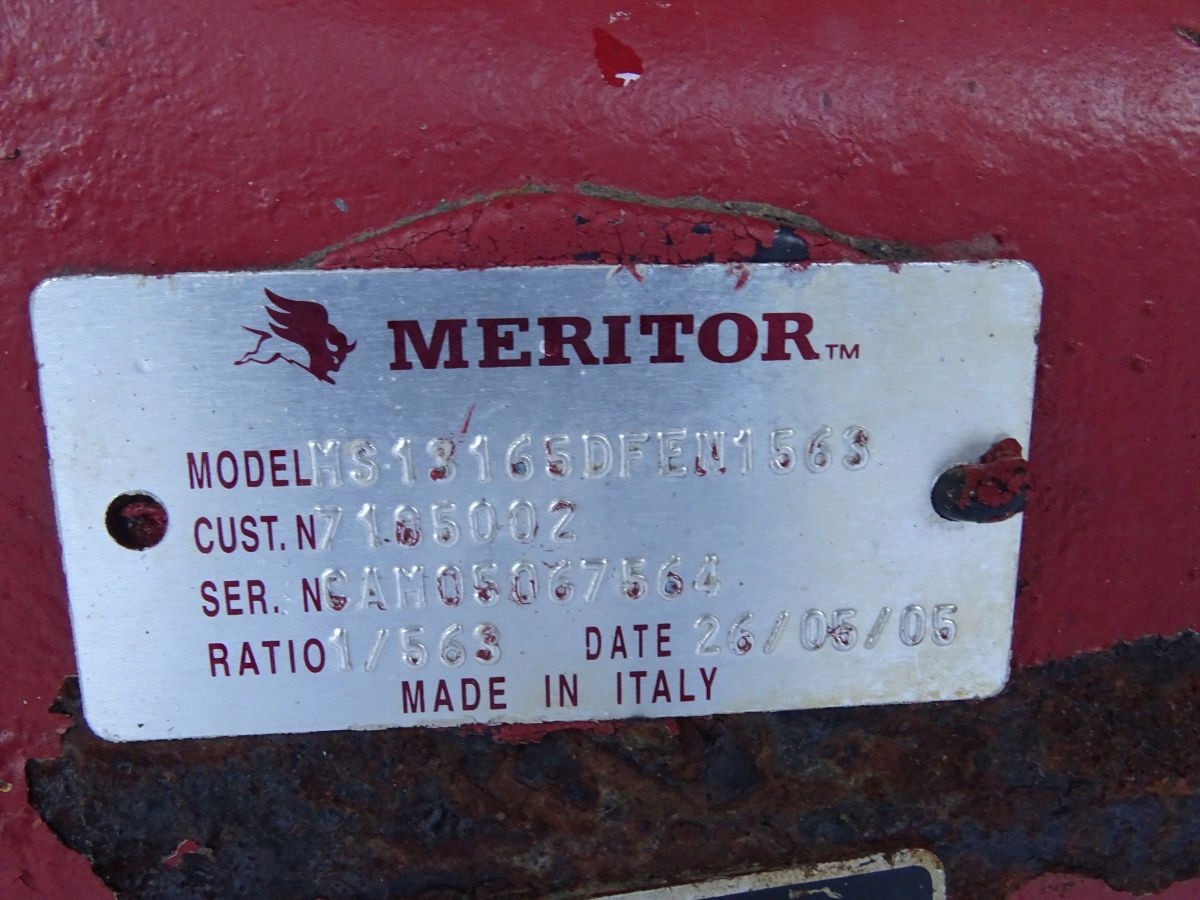 MERITOR™
MODEL MS13165DFEN1563
CUST. N 7185002
SER. N CAM05067564
RATIO 1/563 DATE 26/05/05
MADE IN ITALY